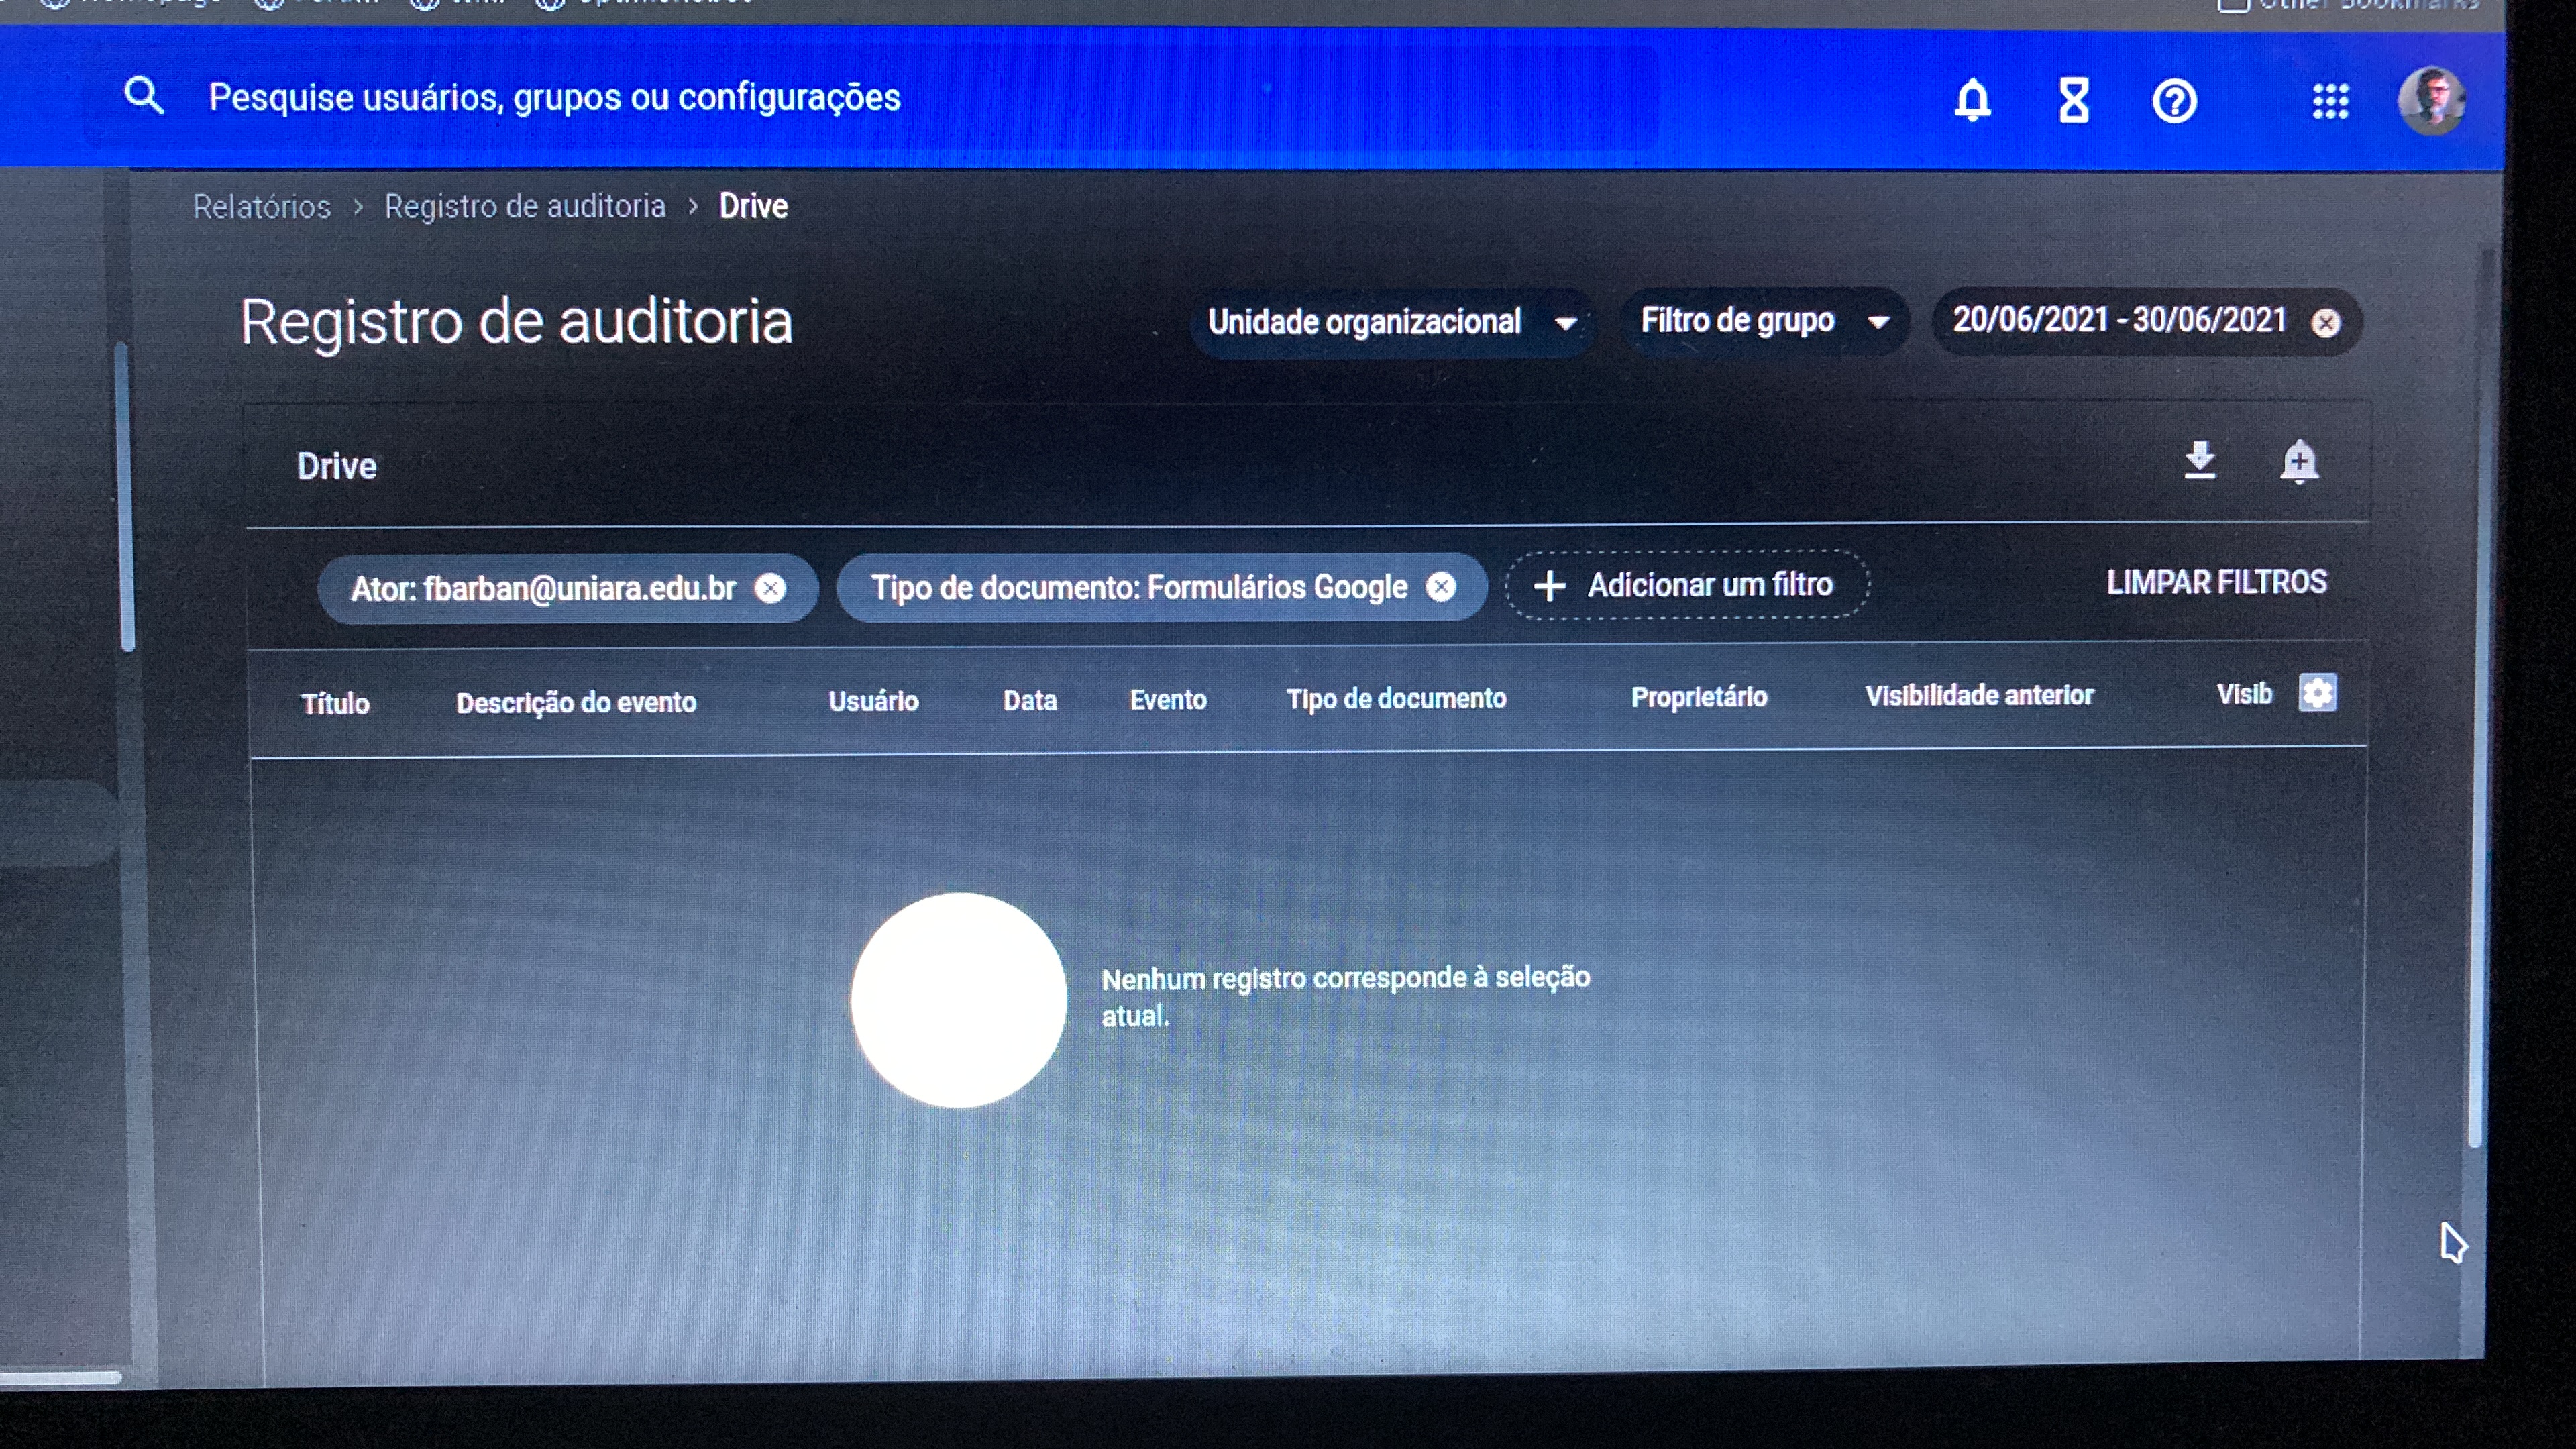 Pesquise usuários, grupos ou configurações
Relatórios > Registro de auditoria > Drive
Registro de auditoria
Unidade organizacional
Filtro de grupo
20/06/2021 - 30/06/2021
Drive
Ator: fbarban@uniara.edu.br
Tipo de documento: Formulários Google
+ Adicionar um filtro
LIMPAR FILTROS
Título Descrição do evento Usuário Data Evento Tipo de documento Proprietário Visibilidade anterior Visib
Nenhum registro corresponde à seleção
atual.